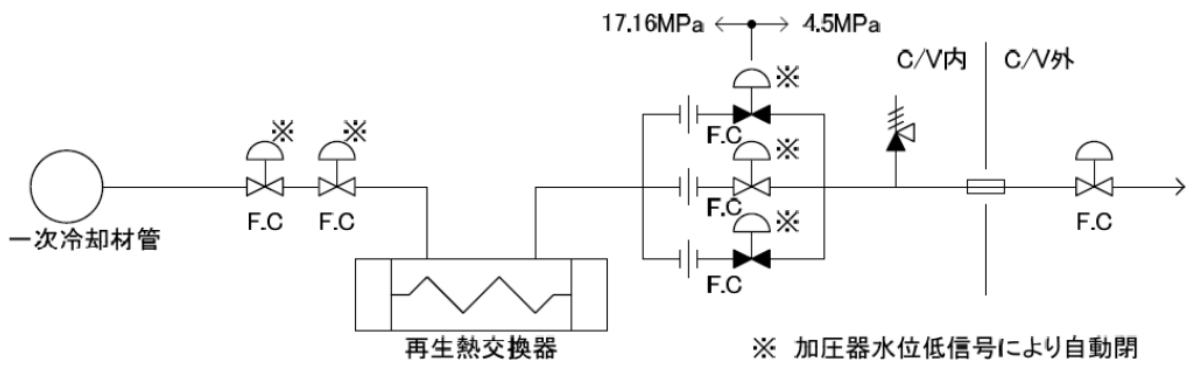 17.16MPa 4.5MPa
C/V内 C/V外
※
※ ※ F.C
※
F.C F.C F.C F.C
※
一次冷却材管
F.C
再生熱交換器
※ 加圧器水位低信号により自動閉